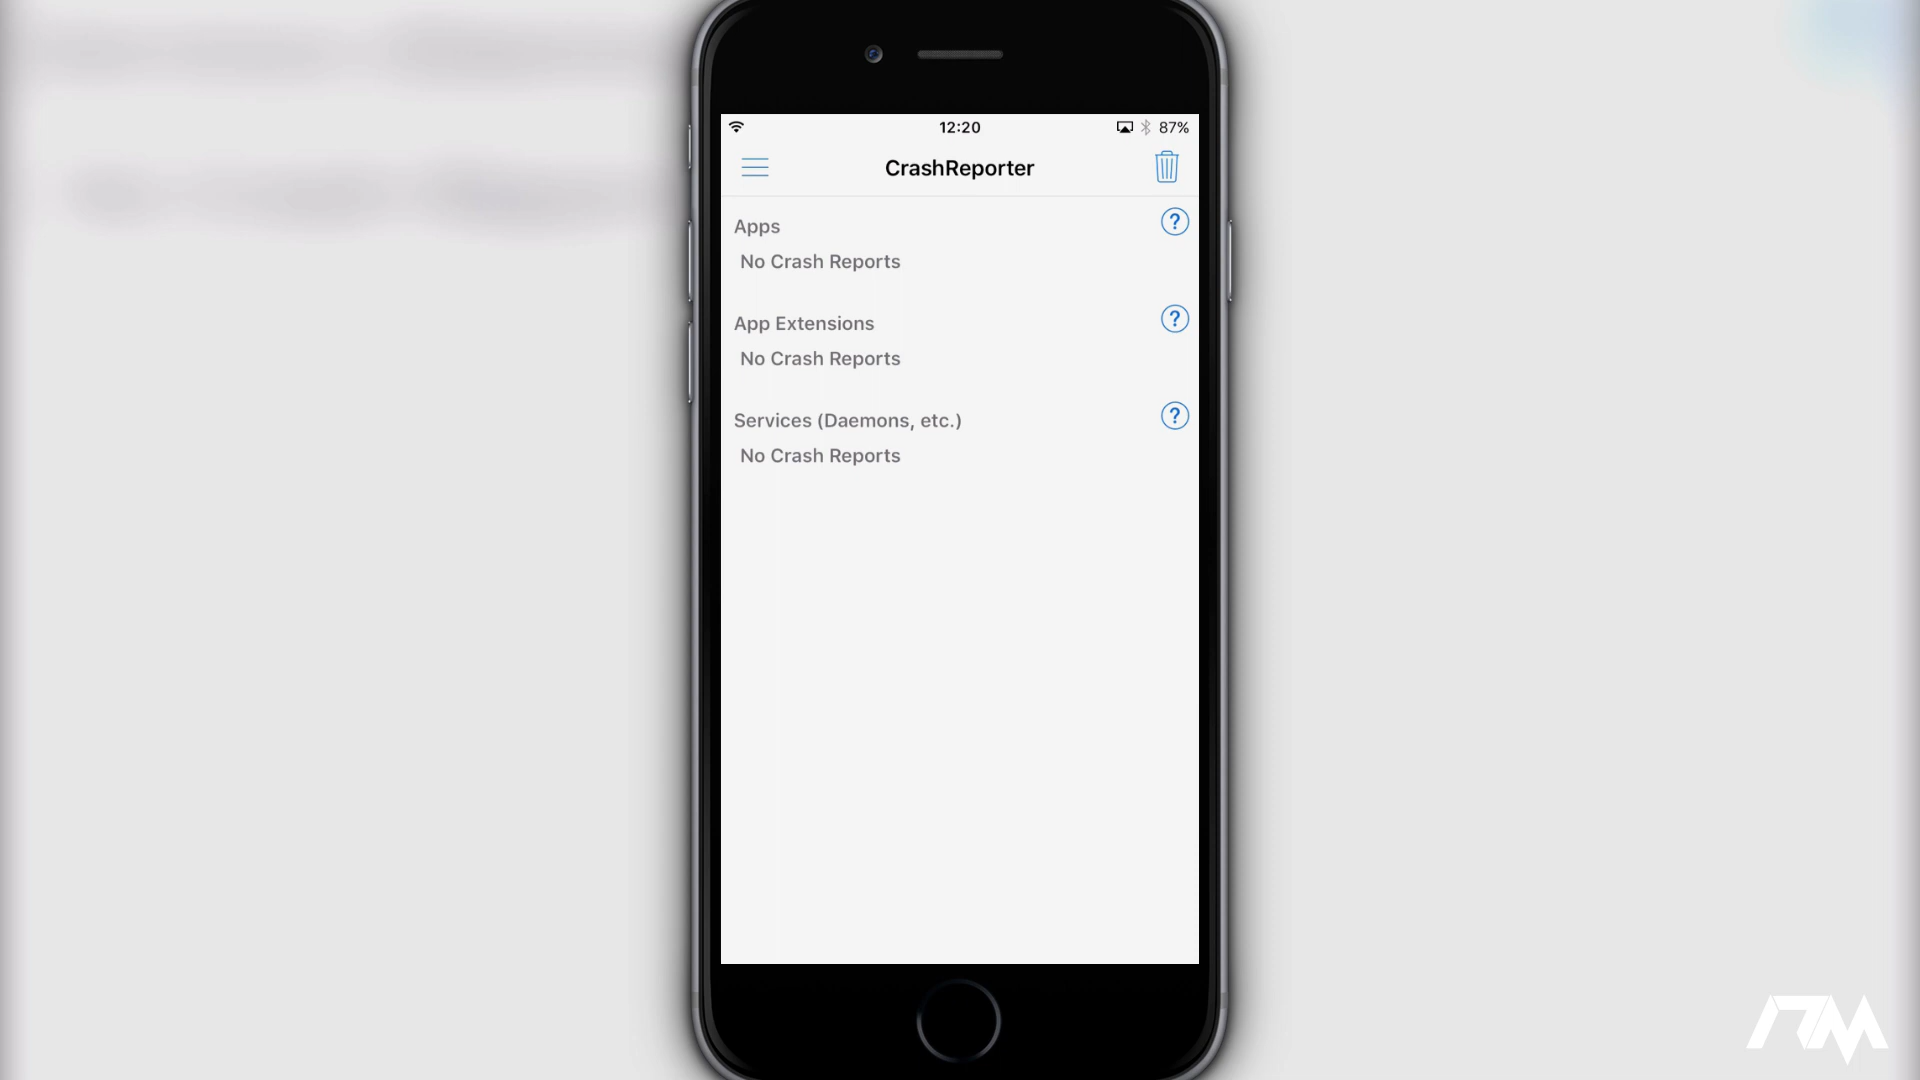 12:20
87%
CrashReporter
Apps
?
No Crash Reports
App Extensions
?
No Crash Reports
Services (Daemons, etc.)
?
No Crash Reports